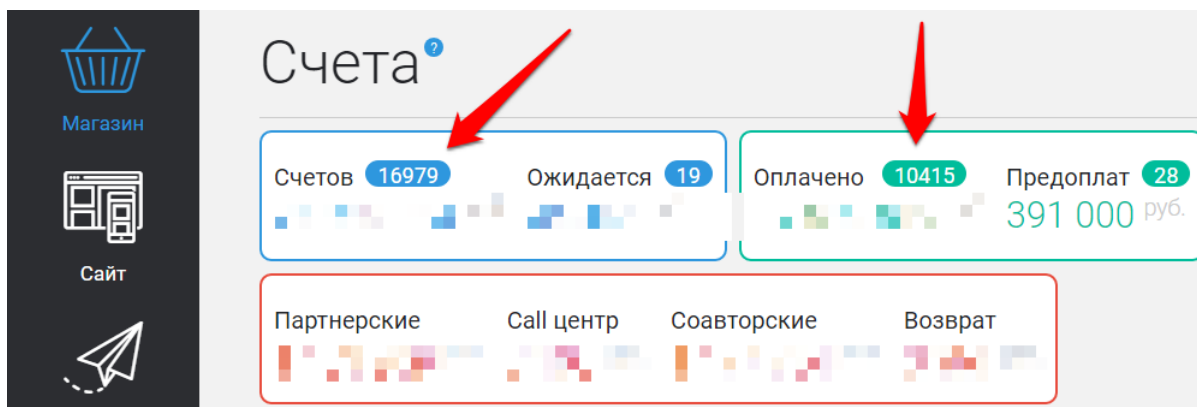 Магазин
Сайт
Счета ?
Счетов 16979 Ожидается 19
Оплачено 10415 Предоплат 28
391 000 руб.
Партнерские Call центр Соавторские Возврат